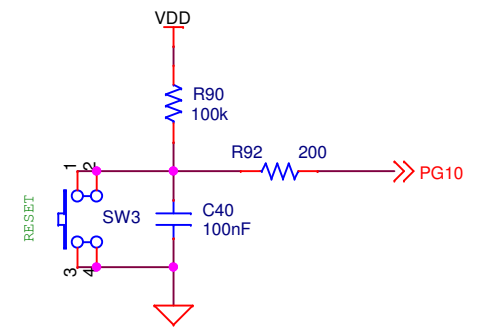 VDD
R90
100k
R92 200
PG10
1 2
RESET
SW3
C40
100nF
3 4